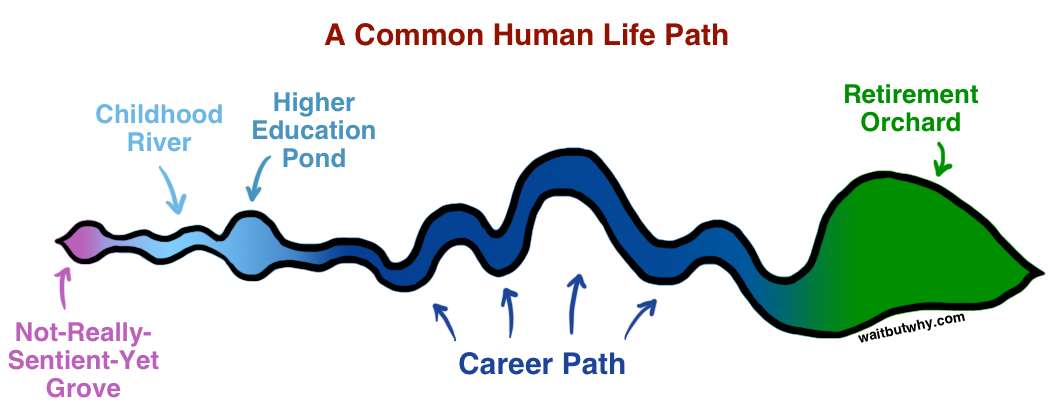 A Common Human Life Path
Childhood
River
Higher
Education
Pond
Retirement
Orchard
Not-Really-
Sentient-Yet
Grove
Career Path
waitbutwhy.com